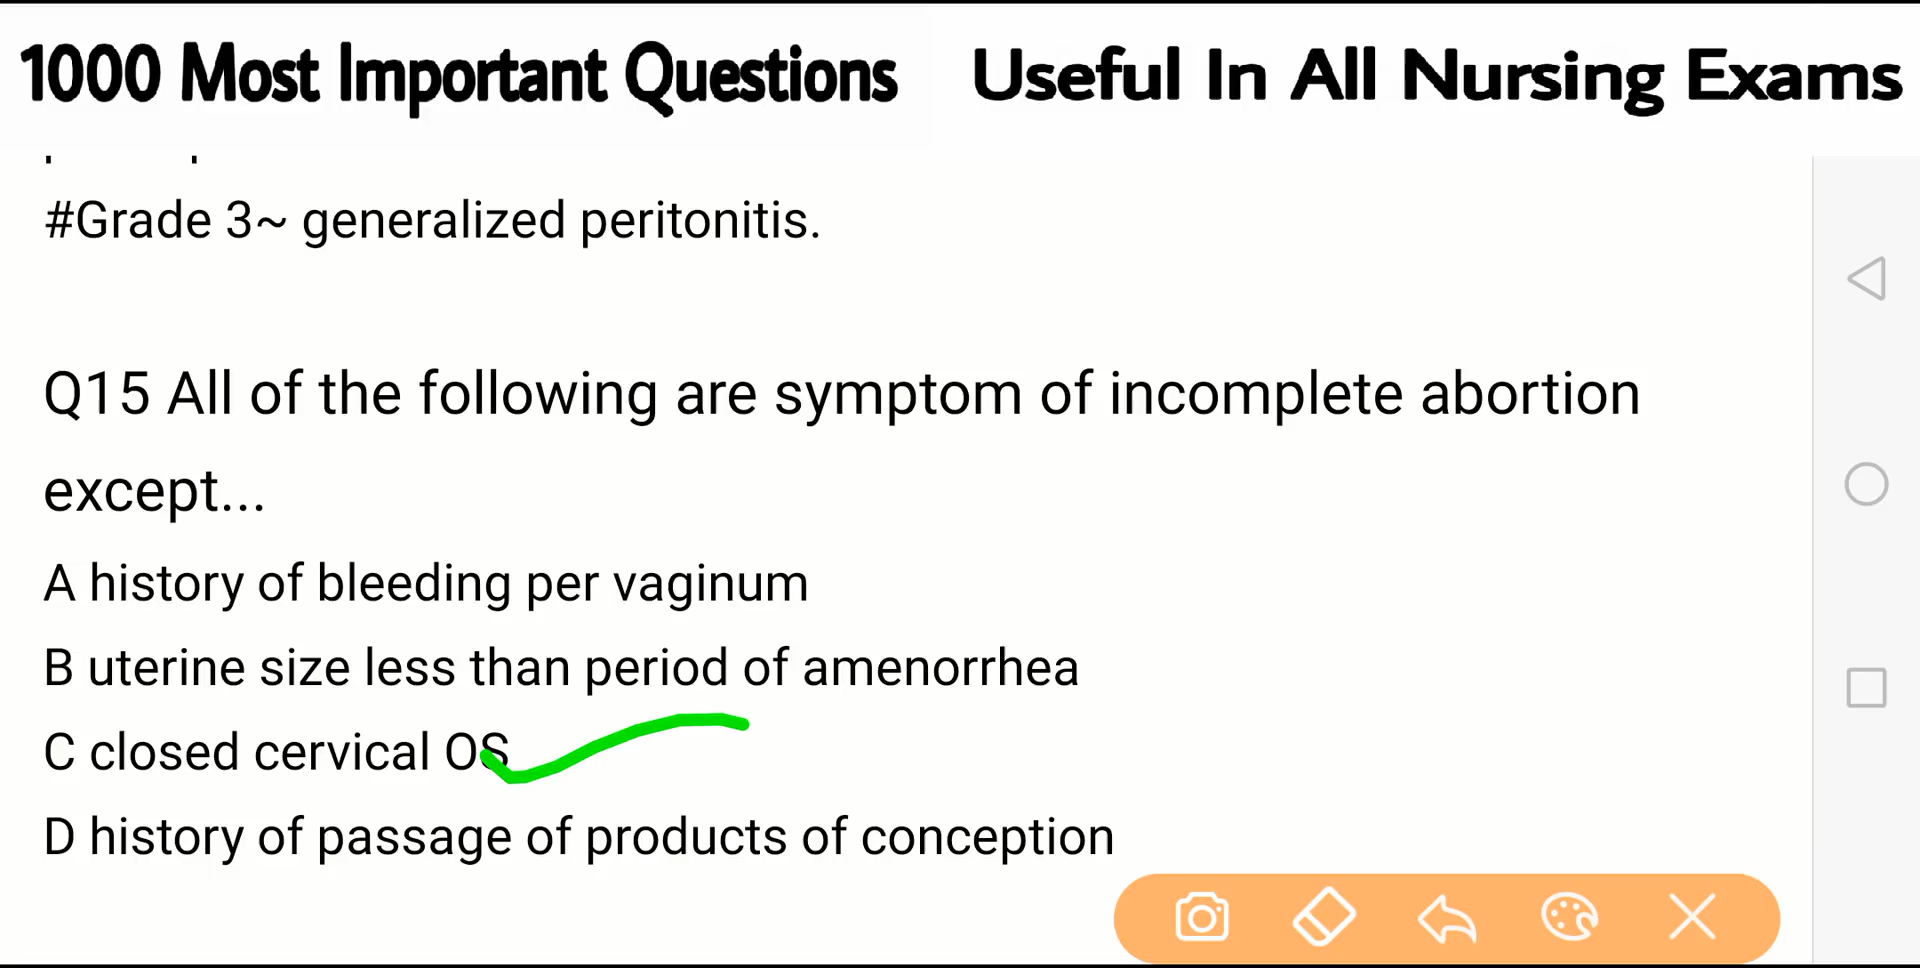 1000 Most Important Questions Useful In All Nursing Exams
#Grade 3~ generalized peritonitis.
Q15 All of the following are symptom of incomplete abortion
except...
A history of bleeding per vaginum
B uterine size less than period of amenorrhea
C closed cervical OS
D history of passage of products of conception